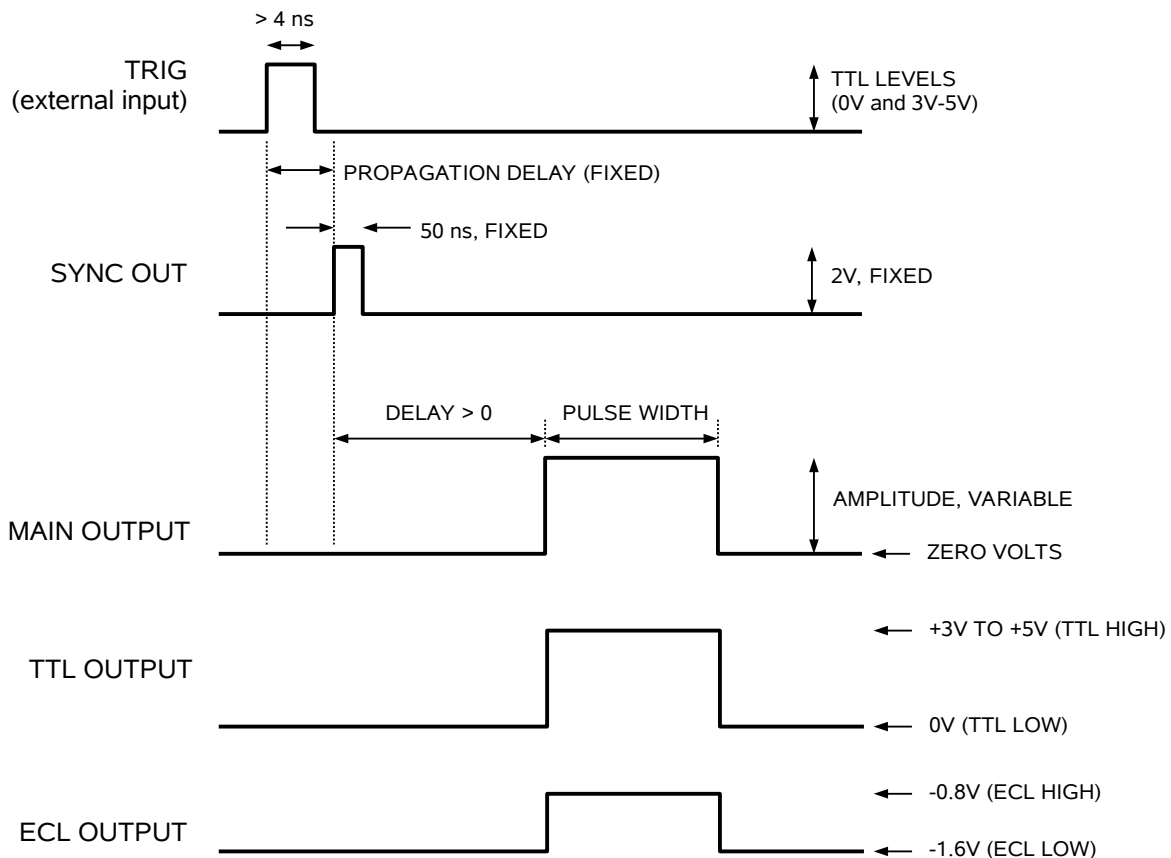 > 4 ns
TRIG
(external input)
TTL LEVELS
(0V and 3V-5V)
PROPAGATION DELAY (FIXED)
50 ns, FIXED
SYNC OUT
2V, FIXED
DELAY > 0
PULSE WIDTH
AMPLITUDE, VARIABLE
MAIN OUTPUT
ZERO VOLTS
+3V TO +5V (TTL HIGH)
TTL OUTPUT
0V (TTL LOW)
-0.8V (ECL HIGH)
ECL OUTPUT
-1.6V (ECL LOW)